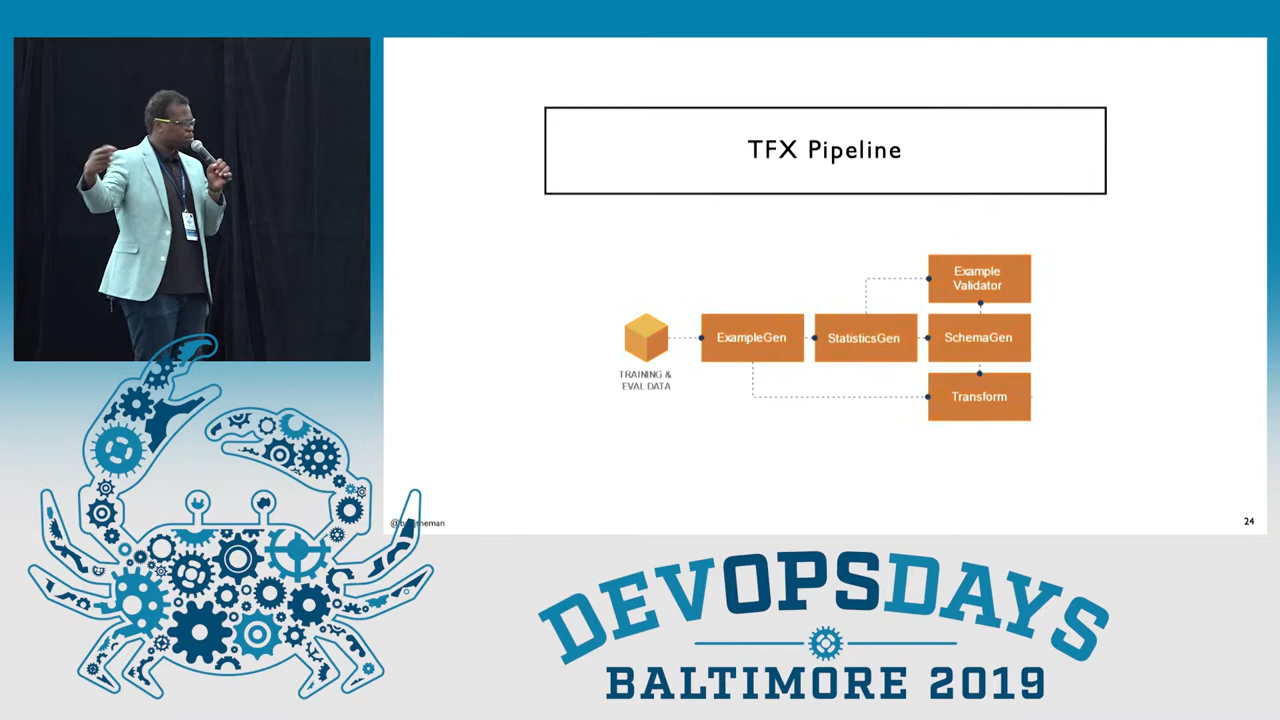 TFX Pipeline
Example
Validator
ExampleGen
StatisticsGen
SchemaGen
TRAINING &
EVAL DATA
Transform
24
DEVOPSDAYS
BALTIMORE 2019